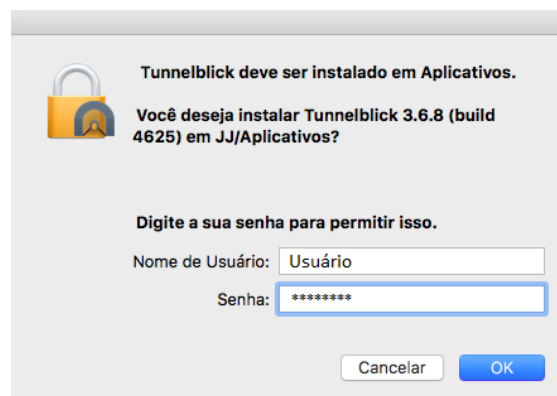 Tunnelblick deve ser instalado em Aplicativos.
Você deseja instalar Tunnelblick 3.6.8 (build
4625) em JJ/Aplicativos?
Digite a sua senha para permitir isso.
Nome de Usuário: Usuário
Senha: ********
Cancelar OK